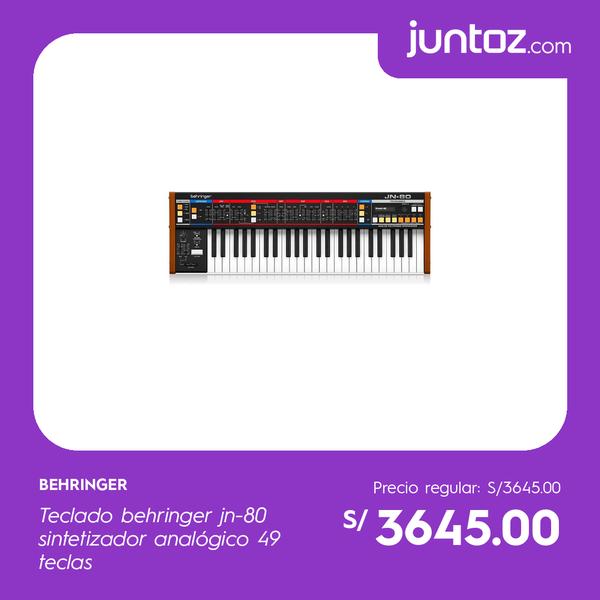 juntoz.com
behringer
JN-80
BEHRINGER
Teclado behringer jn-80
sintetizador analógico 49
teclas
Precio regular: S/3645.00
S/ 3645.00